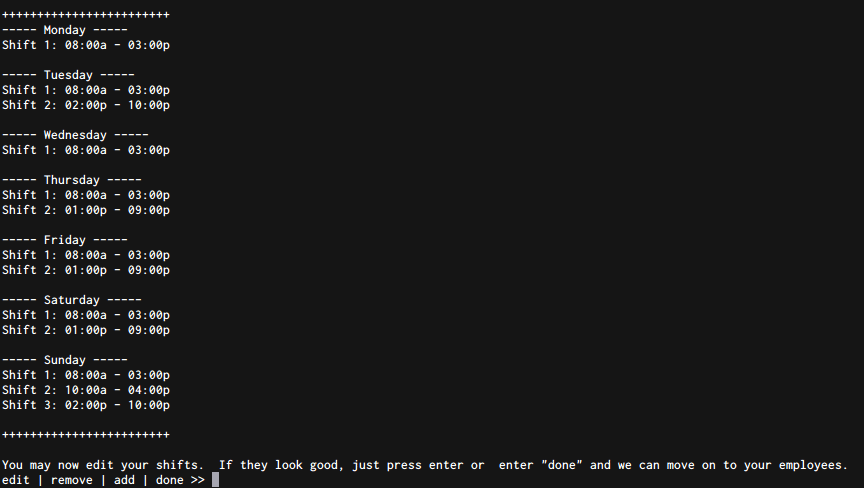 ++++++++++++++++++++++++
----- Monday -----
Shift 1: 08:00a - 03:00p
----- Tuesday -----
Shift 1: 08:00a - 03:00p
Shift 2: 02:00p - 10:00p
----- Wednesday -----
Shift 1: 08:00a - 03:00p
----- Thursday -----
Shift 1: 08:00a - 03:00p
Shift 2: 01:00p - 09:00p
----- Friday -----
Shift 1: 08:00a - 03:00p
Shift 2: 01:00p - 09:00p
----- Saturday -----
Shift 1: 08:00a - 03:00p
Shift 2: 01:00p - 09:00p
----- Sunday -----
Shift 1: 08:00a - 03:00p
Shift 2: 10:00a - 04:00p
Shift 3: 02:00p - 10:00p
++++++++++++++++++++++++
You may now edit your shifts.  If they look good, just press enter or  enter "done" and we can move on to your employees.
edit | remove | add | done >>